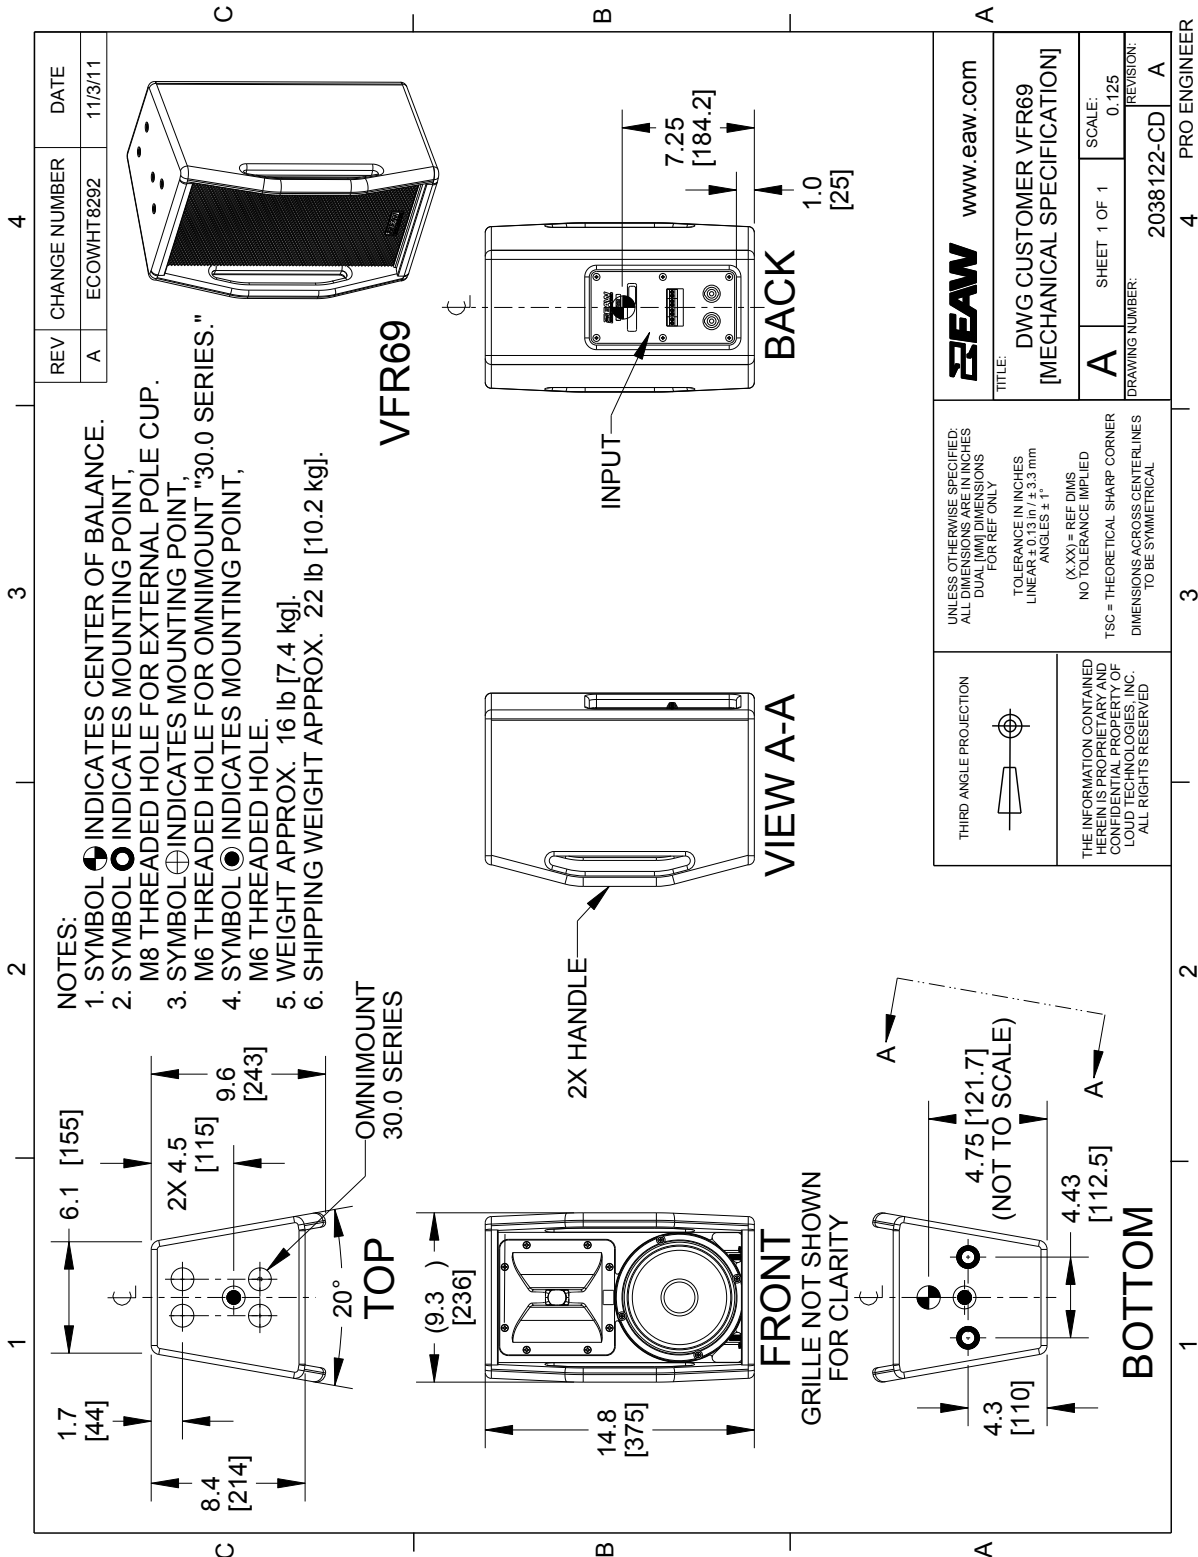 NOTES:
1. SYMBOL INDICATES CENTER OF BALANCE.
2. SYMBOL INDICATES MOUNTING POINT,
M8 THREADED HOLE FOR EXTERNAL POLE CUP.
3. SYMBOL INDICATES MOUNTING POINT,
M6 THREADED HOLE FOR OMNIMOUNT "30.0 SERIES."
4. SYMBOL INDICATES MOUNTING POINT,
M6 THREADED HOLE.
5. WEIGHT APPROX. 16 lb [7.4 kg].
6. SHIPPING WEIGHT APPROX. 22 lb [10.2 kg].
REV CHANGE NUMBER DATE
A ECOWHT8292 11/3/11
1 2 3 4
C
B
A
6.1 [155]
1.7
[44]
8.4
[214]
2X 4.5
[115]
9.6
[243]
20°
OMNIMOUNT
30.0 SERIES
CL
TOP
VFR69
(9.3 )
[236]
14.8
[375]
FRONT
GRILLE NOT SHOWN
FOR CLARITY
2X HANDLE
VIEW A-A
INPUT
CL
7.25
[184.2]
1.0
[25]
BACK
CL
4.3
[110]
4.75 [121.7]
(NOT TO SCALE)
4.43
[112.5]
BOTTOM
A
A
THIRD ANGLE PROJECTION
THE INFORMATION CONTAINED
HEREIN IS PROPRIETARY AND
CONFIDENTIAL PROPERTY OF
LOUD TECHNOLOGIES, INC.
ALL RIGHTS RESERVED
UNLESS OTHERWISE SPECIFIED:
ALL DIMENSIONS ARE IN INCHES
DUAL [MM] DIMENSIONS
FOR REF ONLY
TOLERANCE IN INCHES
LINEAR ± 0.13 in / ± 3.3 mm
ANGLES ± 1°
(X.XX) = REF DIMS
NO TOLERANCE IMPLIED
TSC = THEORETICAL SHARP CORNER
DIMENSIONS ACROSS CENTERLINES
TO BE SYMMETRICAL
EAW www.eaw.com
TITLE:
DWG CUSTOMER VFR69
[MECHANICAL SPECIFICATION]
A
SHEET 1 OF 1
SCALE:
0.125
DRAWING NUMBER:
2038122-CD
REVISION:
A
1 2 3 4
C
B
A
PRO ENGINEER